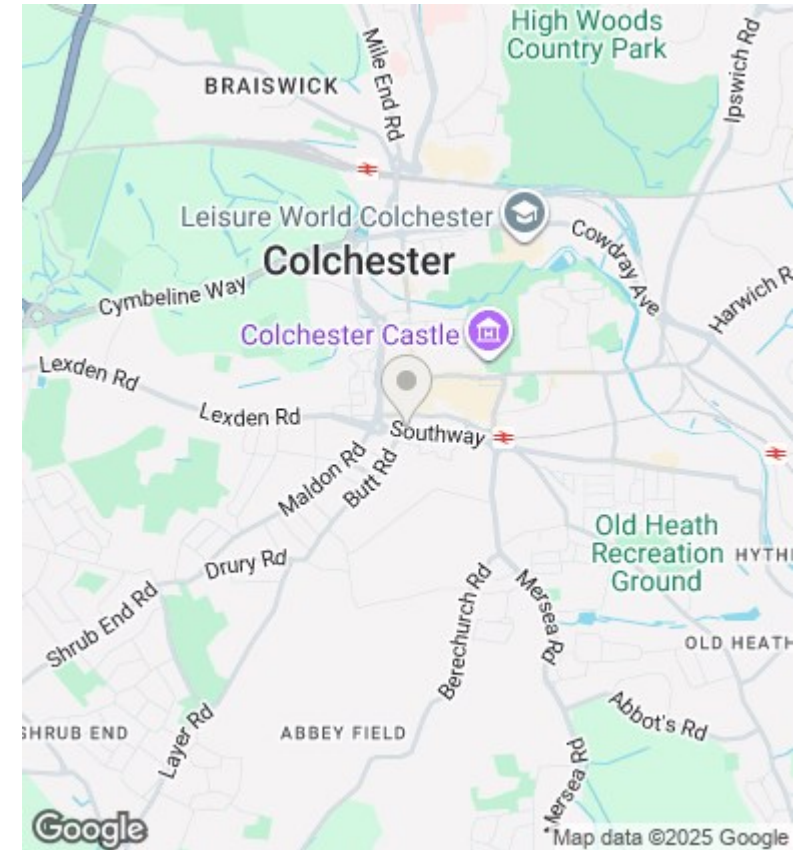 High Woods
Country Park
Mile End Rd
Ipswich Rd
BRAISWICK
Leisure World Colchester
Cowdray Ave
Colchester
Cymbeline Way
Harwich R
Colchester Castle
Lexden Rd
Lexden Rd
Southway
Maldon Rd
Butt Rd
Old Heath
Recreation
Ground
HYTHE
Drury Rd
Shrub End Rd
Berechurch Rd
Mersea Rd
OLD HEATH
Layer Rd
Abbot's Rd
SHRUB END
ABBEY FIELD
Mersea Rd
Google
Map data ©2025 Google